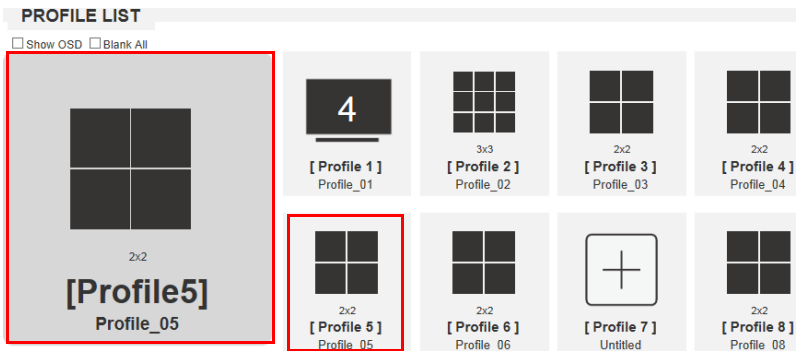 PROFILE LIST
Show OSD Blank All
2x2
[Profile5]
Profile_05
4
[ Profile 1 ]
Profile_01
3x3
[ Profile 2 ]
Profile_02
2x2
[ Profile 3 ]
Profile_03
2x2
[ Profile 4 ]
Profile_04
2x2
[ Profile 5 ]
Profile_05
2x2
[ Profile 6 ]
Profile_06
[ Profile 7 ]
Untitled
2x2
[ Profile 8 ]
Profile_08